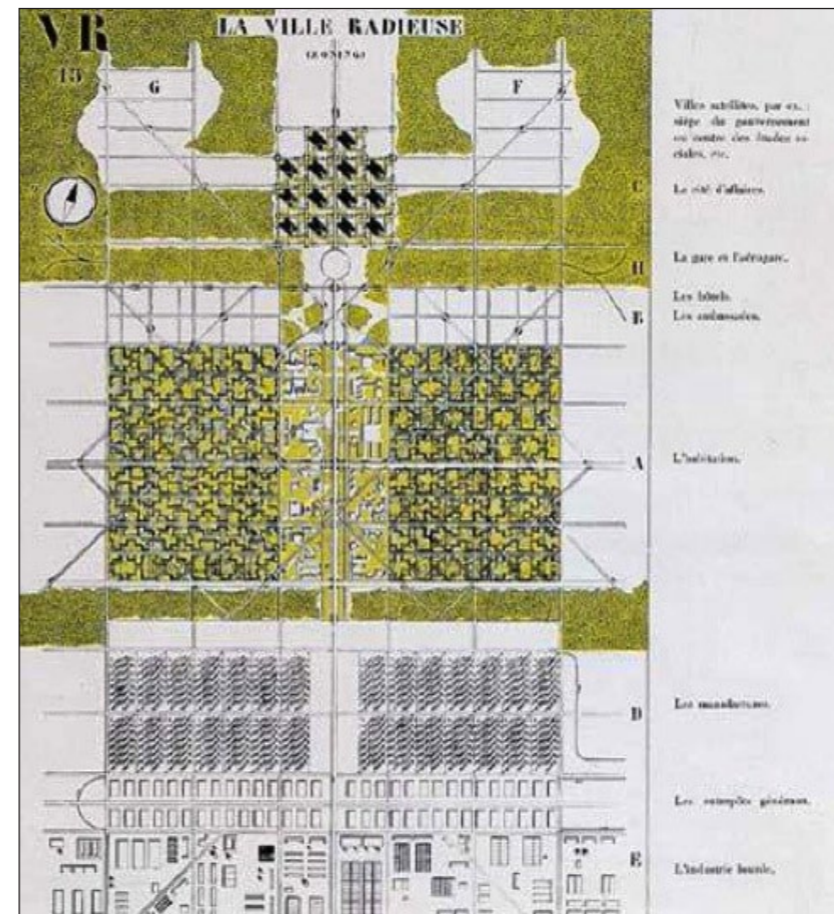 VR
LA VILLE RADIEUSE
13
G
F
Villes satellites, par ex. :
siège du gouvernement
ou centre des études so-
ciales, etc.
C
La cité d'affaires.
H
La gare et l'aérogare.
Les hôtels.
B
Les ambassades.
A
L'habitation.
D
Les manufactures.
Les entrepôts généraux.
E
L'industrie lourde.